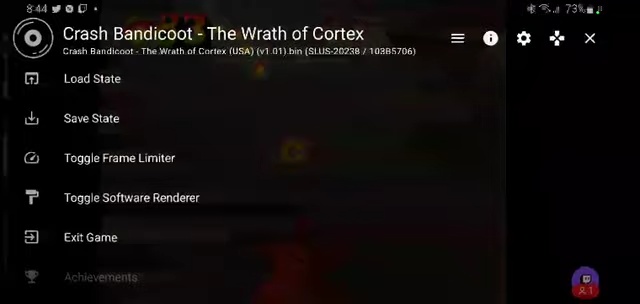 8:44
73%
Crash Bandicoot - The Wrath of Cortex
Crash Bandicoot - The Wrath of Cortex (USA) (v1.01).bin (SLUS-20238 / 103B5706)
Load State
Save State
Toggle Frame Limiter
Toggle Software Renderer
Exit Game
Achievements
1